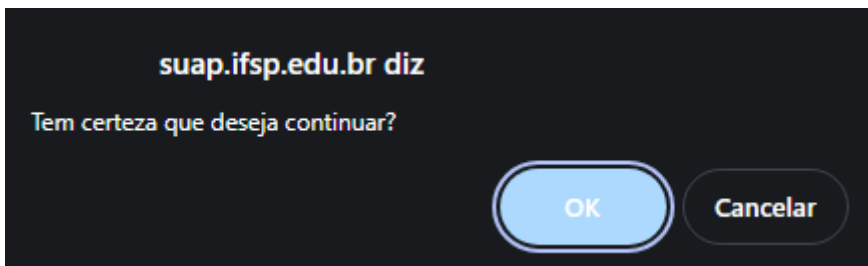 suap.ifsp.edu.br diz
Tem certeza que deseja continuar?
OK
Cancelar